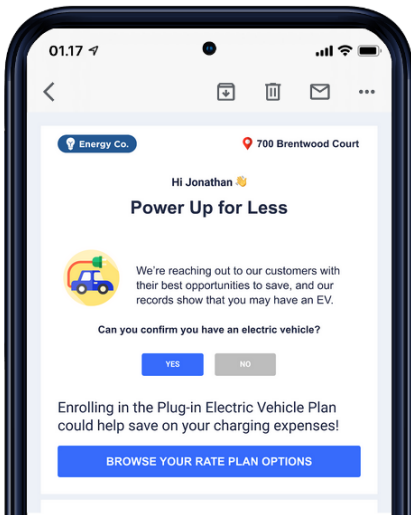 01.17
Energy Co.
700 Brentwood Court
Hi Jonathan 👋
Power Up for Less
We're reaching out to our customers with
their best opportunities to save, and our
records show that you may have an EV.
Can you confirm you have an electric vehicle?
YES
NO
Enrolling in the Plug-in Electric Vehicle Plan
could help save on your charging expenses!
BROWSE YOUR RATE PLAN OPTIONS